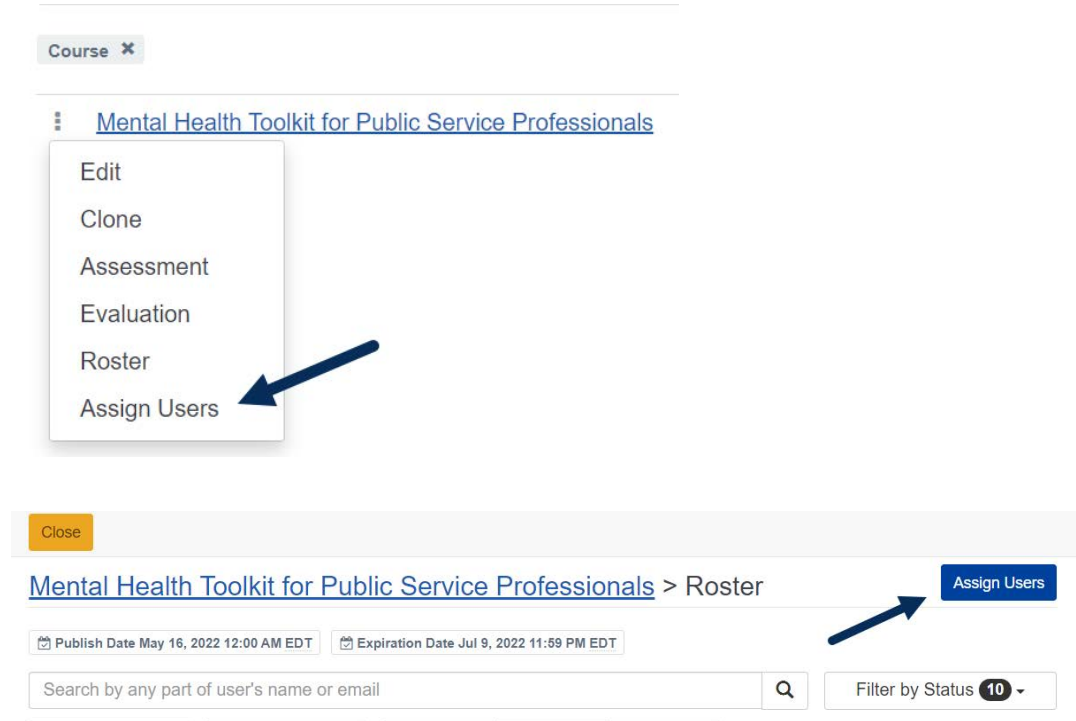 Course ✖
Mental Health Toolkit for Public Service Professionals
Edit
Clone
Assessment
Evaluation
Roster
Assign Users
Close
Mental Health Toolkit for Public Service Professionals > Roster
Assign Users
Publish Date May 16, 2022 12:00 AM EDT
Expiration Date Jul 9, 2022 11:59 PM EDT
Search by any part of user's name or email
Filter by Status 10